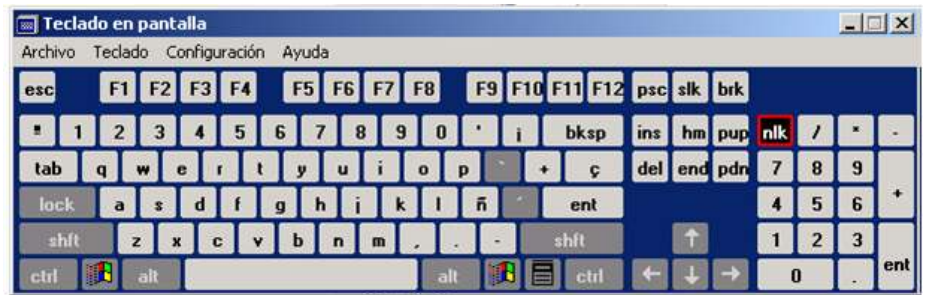 Teclado en pantalla
Archivo Teclado Configuración Ayuda
esc F1 F2 F3 F4 F5 F6 F7 F8 F9 F10 F11 F12 psc slk brk
1 2 3 4 5 6 7 8 9 0 ' ¡ bksp ins hm pup nlk / * -
tab q w e r t y u i o p ` + ç del end pdn 7 8 9 +
lock a s d f g h j k l ñ ´ ent 4 5 6
shft z x c v b n m , . - shft ↑ 1 2 3 ent
ctrl alt alt ctrl ← ↓ → 0 .